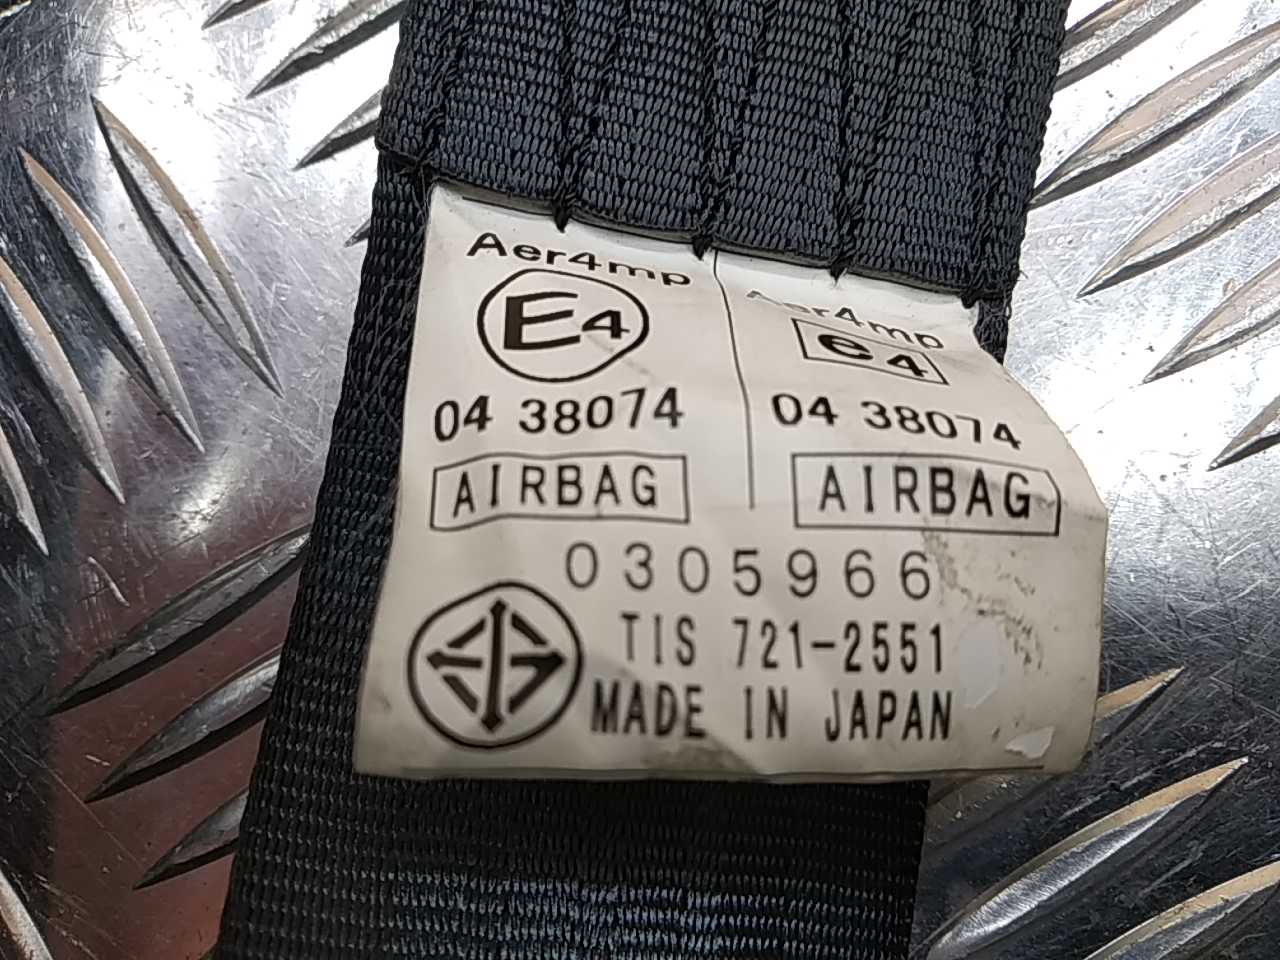 Aer4mp Aer4mp
E4 e4
04 38074 04 38074
AIRBAG AIRBAG
0305966
TIS 721-2551
MADE IN JAPAN